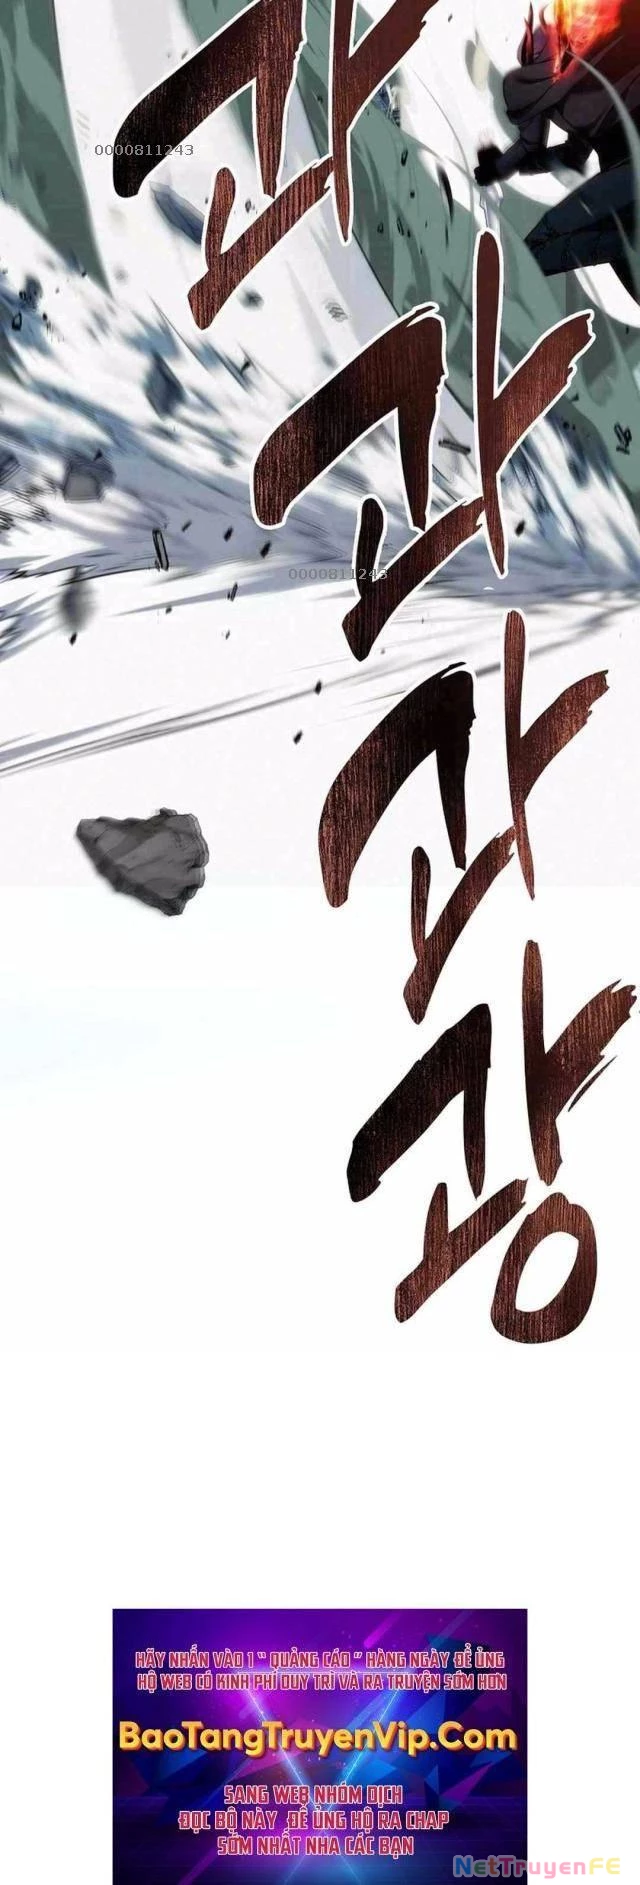 콰
0000811243
콰
0000811243
콰
쾅
HÃY NHẤN VÀO 1 " QUẢNG CÁO " HÀNG NGÀY ĐỂ ỦNG
HỘ WEB CÓ KINH PHÍ DUY TRÌ VÀ RA TRUYỆN SỚM HƠN
BaoTangTruyenVip.Com
SANG WEB NHÓM DỊCH
ĐỌC BỘ NÀY ĐỂ ỦNG HỘ RA CHAP
SỚM NHẤT NHA CÁC BẠN
NetTruyenFE